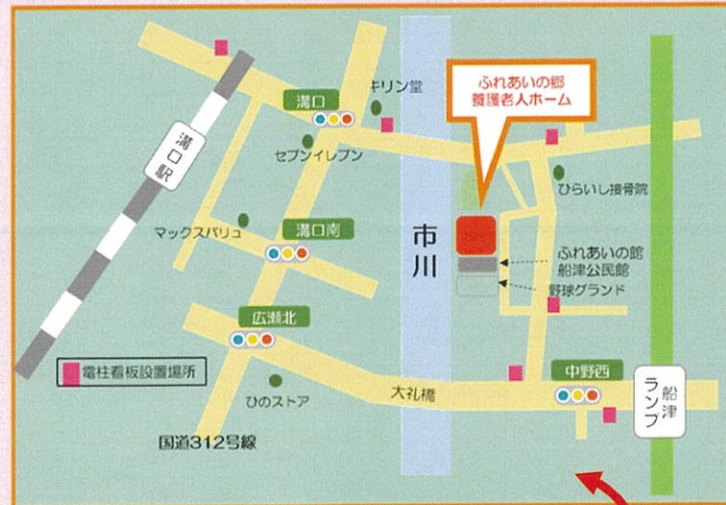 キリン堂
溝口
ふれあいの郷
養護老人ホーム
セブンイレブン
溝口駅
ひらいし接骨院
マックスバリュ
溝口南
市川
ふれあいの館
船津公民館
野球グランド
広瀬北
電柱看板設置場所
中野西
船津
ランプ
大礼橋
ひのストア
国道312号線